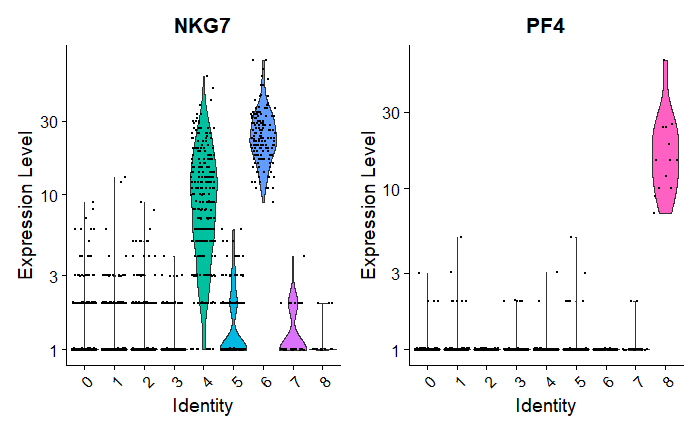 NKG7
Expression Level
30
10
3
1
0 1 2 3 4 5 6 7 8
Identity
PF4
Expression Level
30
10
3
1
0 1 2 3 4 5 6 7 8
Identity